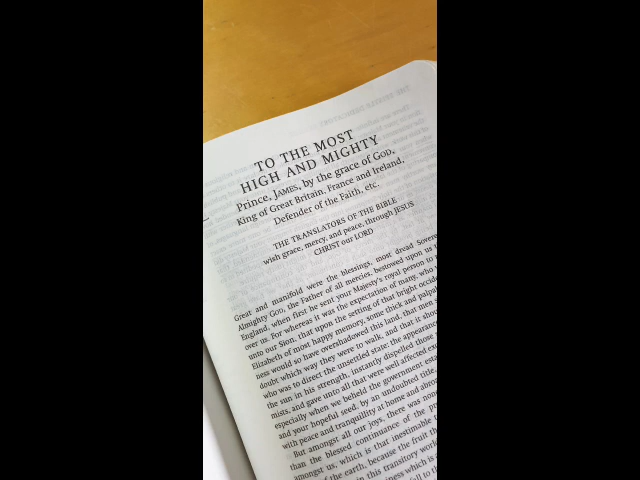 TO THE MOST
HIGH AND MIGHTY
Prince, JAMES, by the grace of GOD,
King of Great Britain, France and Ireland,
Defender of the Faith, etc.
THE TRANSLATORS OF THE BIBLE
wish grace, mercy, and peace, through JESUS
CHRIST our LORD
Great and manifold were the blessings, most dread
Almighty GOD, the Father of all mercies, bestowed upon us
England, when first he sent your Majesty's royal person to
over us. For whereas it was the expectation of many, who
unto our Sion, that upon the setting of that bright
Elizabeth of most happy memory, some thick and
ness would so have overshadowed this land, that men
doubt which way they were to walk, and that it
who was to direct the unsettled state: the
the sun in his strength, instantly dispelled those
mists, and gave unto all that were well affected
especially when we beheld the government
and your hopeful seed, by an undoubted title,
with peace and tranquillity at home and
But amongst all our joys, there was
than the blessed continuance of the
amongst us, which is that inestimable
of the earth, because the fruit
in this transitory